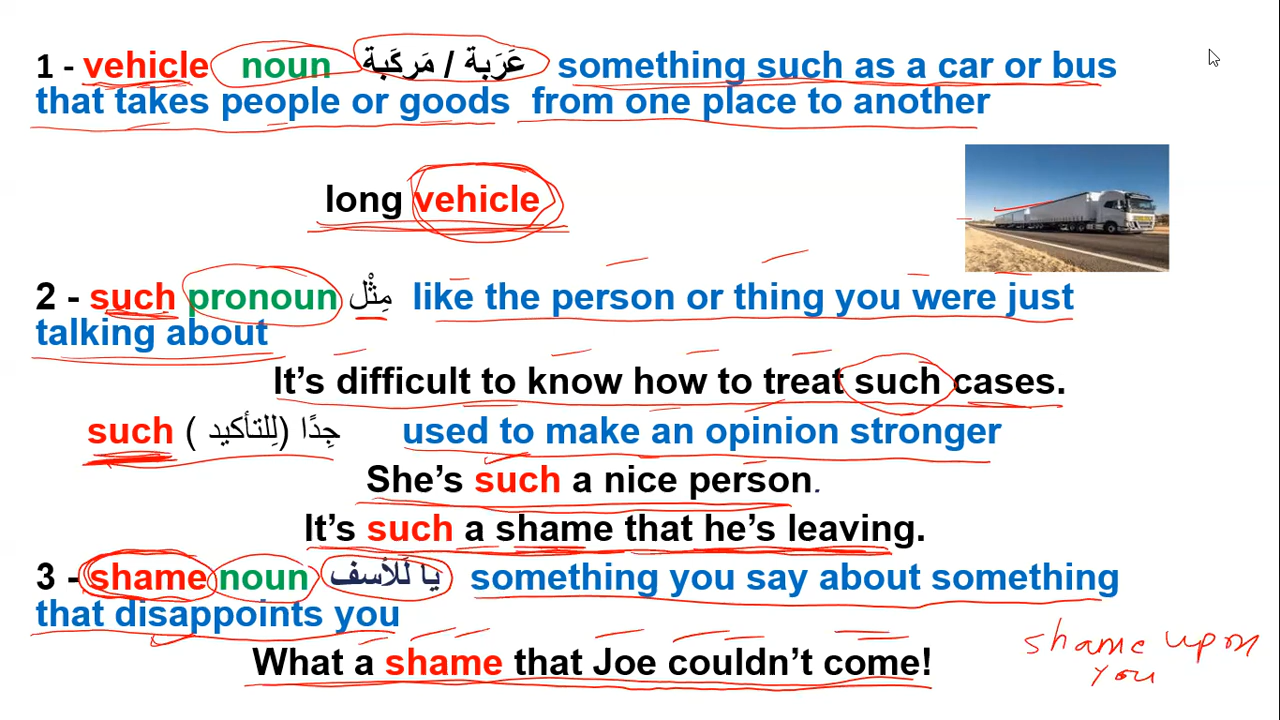 1 - vehicle noun عَرَبة / مَركَبة something such as a car or bus
that takes people or goods from one place to another
long vehicle
2 - such pronoun مِثْل like the person or thing you were just
talking about
It's difficult to know how to treat such cases.
such جِدًا (لِلتأكيد ) used to make an opinion stronger
She's such a nice person.
It's such a shame that he's leaving.
3 - shame noun يا لَلأسف something you say about something
that disappoints you
What a shame that Joe couldn't come!
shame upon
you